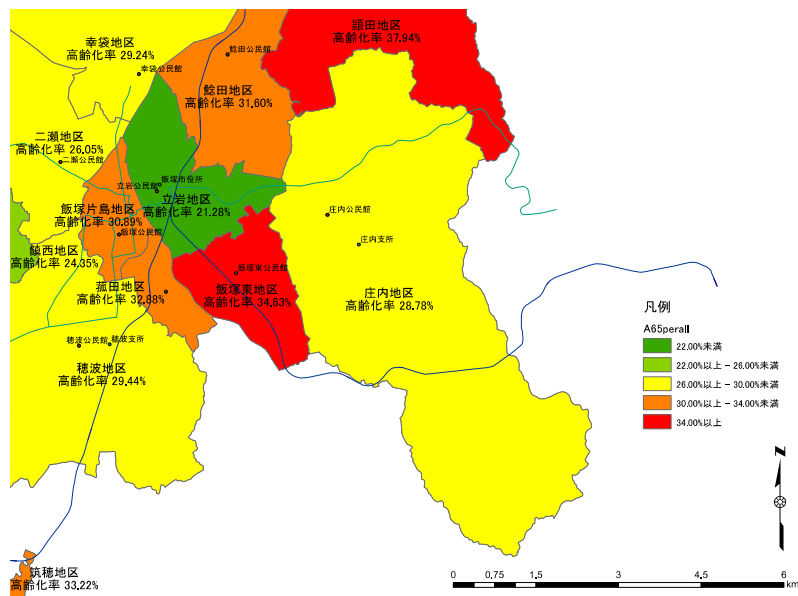 頴田地区
高齢化率 37.94%
幸袋地区
高齢化率 29.24%
鯰田公民館
幸袋公民館
鯰田地区
高齢化率 31.60%
二瀬地区
高齢化率 26.05%
二瀬公民館
飯塚市役所
立岩公民館
立岩地区
高齢化率 21.28%
飯塚片島地区
高齢化率 30.89%
飯塚公民館
庄内公民館
庄内支所
鎮西地区
高齢化率 24.35%
飯塚東公民館
飯塚東地区
高齢化率 34.63%
菰田地区
高齢化率 32.88%
庄内地区
高齢化率 28.78%
穂波公民館
穂波支所
穂波地区
高齢化率 29.44%
筑穂地区
高齢化率 33.22%
凡例
A65perall
22.00%未満
22.00%以上 - 26.00%未満
26.00%以上 - 30.00%未満
30.00%以上 - 34.00%未満
34.00%以上
N
0 0.75 1.5 3 4.5 6
km